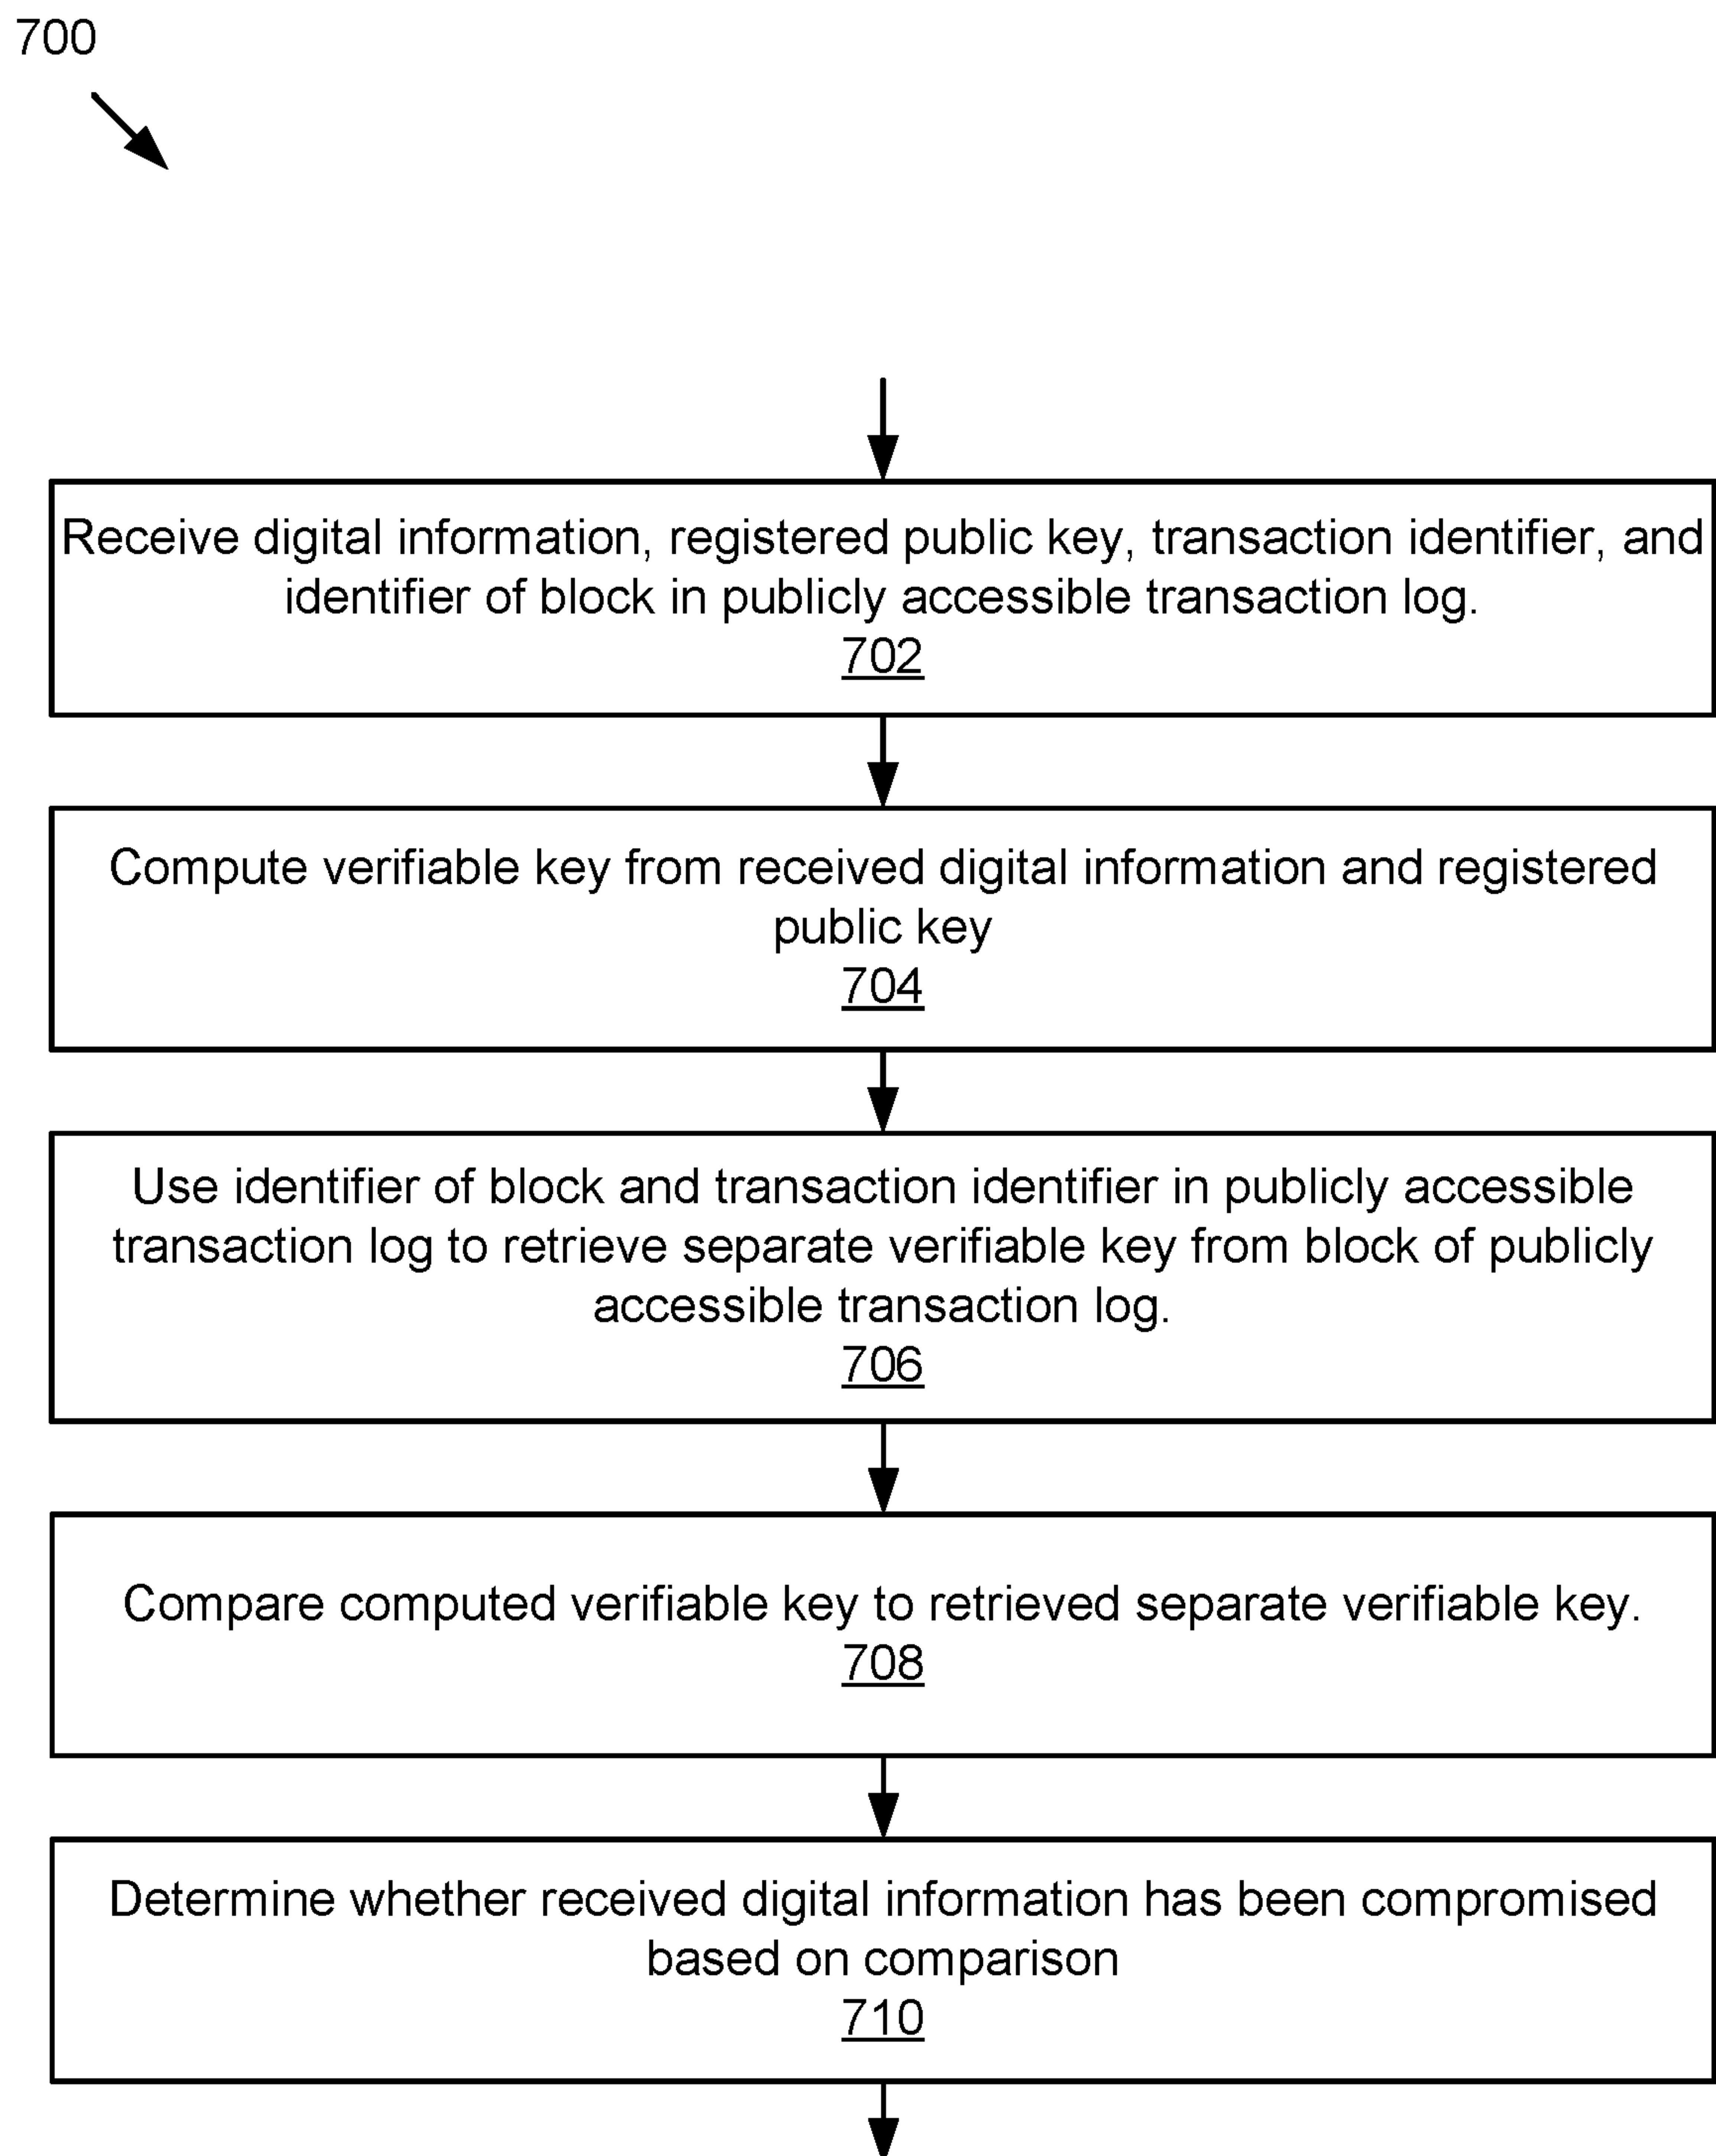 700
Receive digital information, registered public key, transaction identifier, and
identifier of block in publicly accessible transaction log.
702
Compute verifiable key from received digital information and registered
public key
704
Use identifier of block and transaction identifier in publicly accessible
transaction log to retrieve separate verifiable key from block of publicly
accessible transaction log.
706
Compare computed verifiable key to retrieved separate verifiable key.
708
Determine whether received digital information has been compromised
based on comparison
710